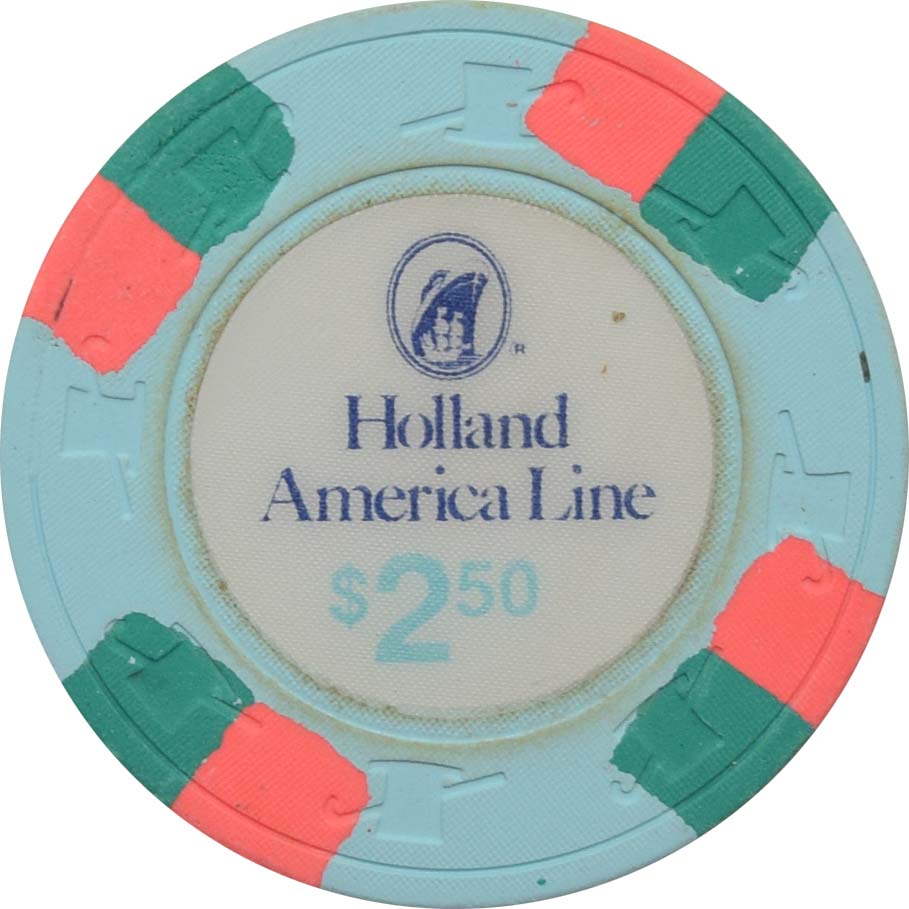 R
Holland
America Line
$2.50